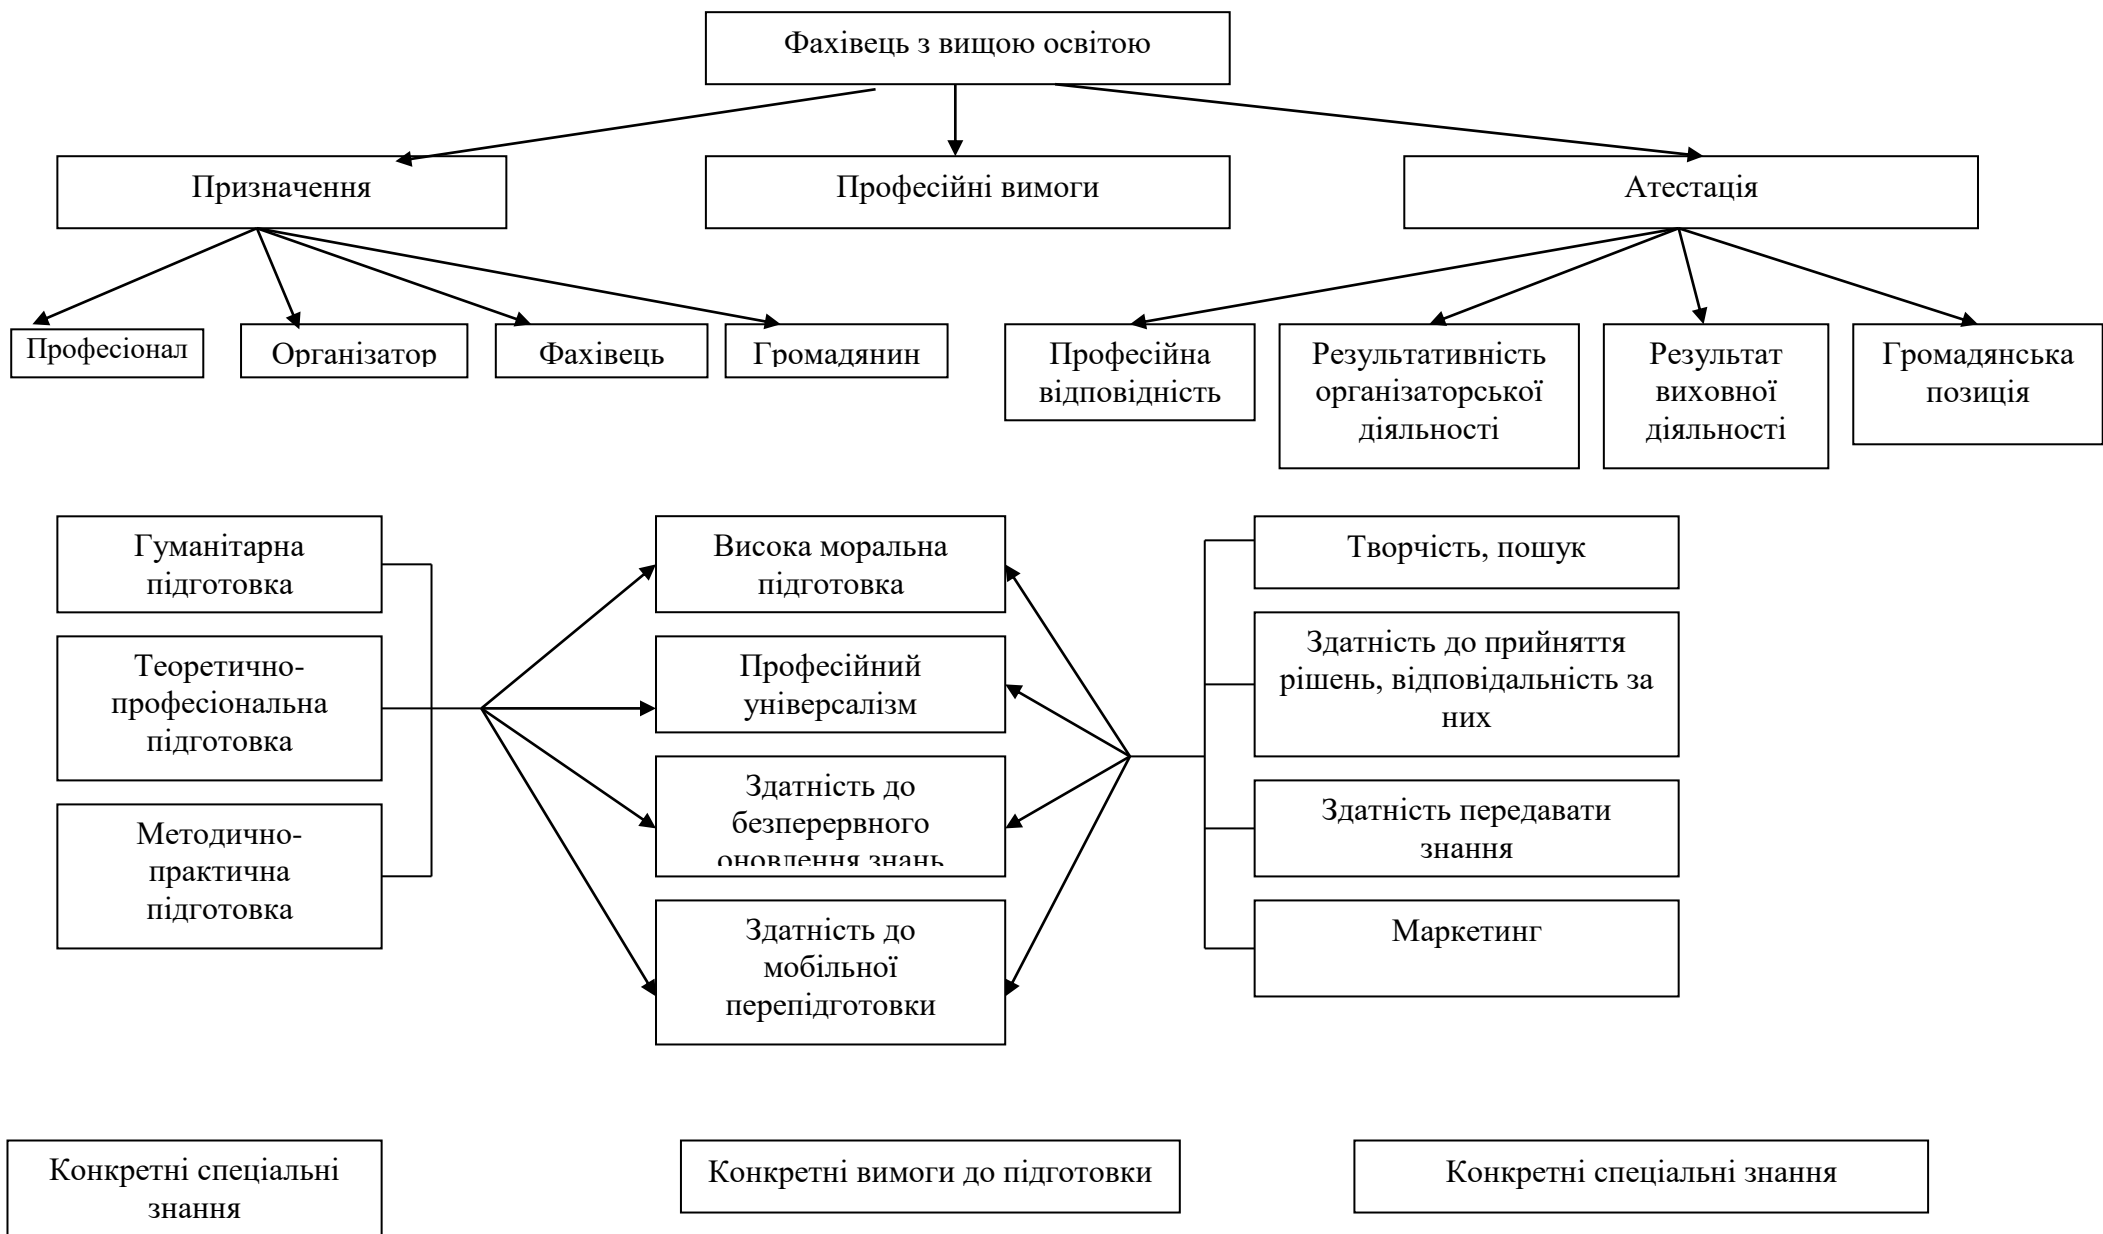 Фахівець з вищою освітою
Призначення
Професійні вимоги
Атестація
Професіонал
Організатор
Фахівець
Громадянин
Професійна
відповідність
Результативність
організаторської
діяльності
Результат
виховної
діяльності
Громадянська
позиція
Гуманітарна
підготовка
Теоретично-
професіональна
підготовка
Методично-
практична
підготовка
Висока моральна
підготовка
Професійний
універсалізм
Здатність до
безперервного
оновлення знань
Здатність до
мобільної
перепідготовки
Творчість, пошук
Здатність до прийняття
рішень, відповідальність за
них
Здатність передавати
знання
Маркетинг
Конкретні спеціальні
знання
Конкретні вимоги до підготовки
Конкретні спеціальні знання